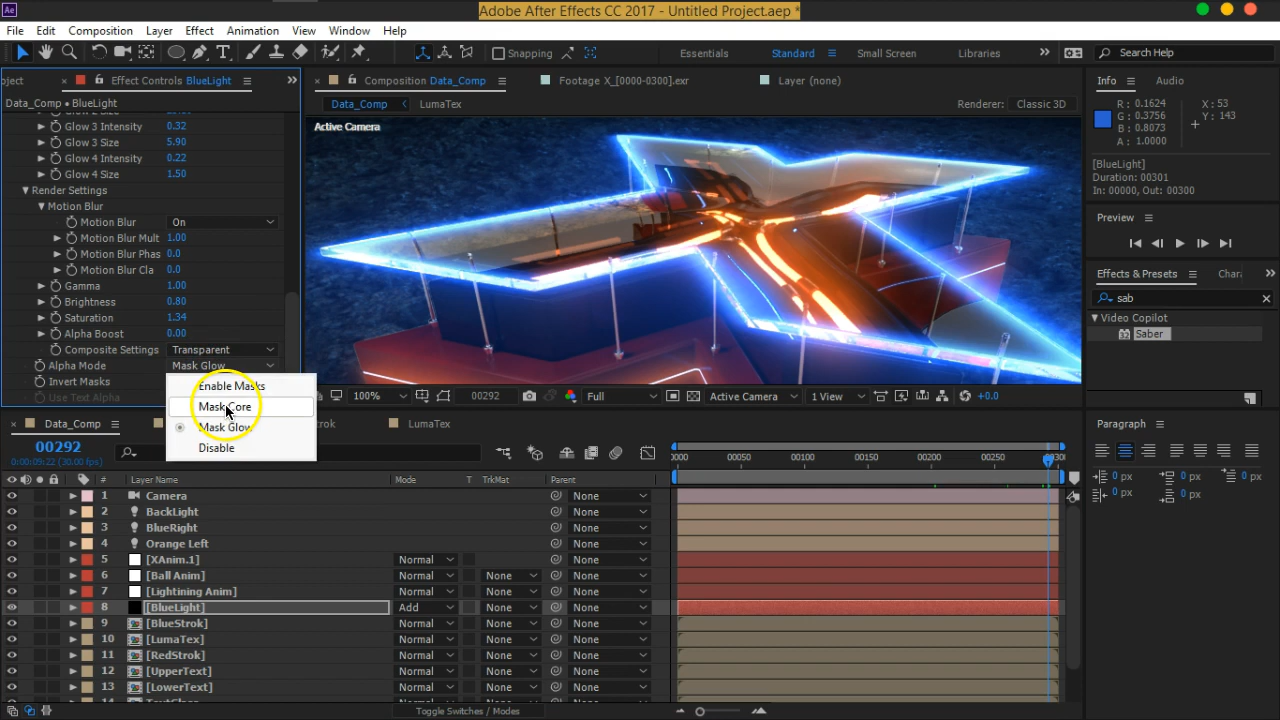 Ae
Adobe After Effects CC 2017 - Untitled Project.aep *
File Edit Composition Layer Effect Animation View Window Help
Snapping Essentials Standard Small Screen Libraries Search Help
oject Effect Controls BlueLight
Composition Data_Comp Footage X_[0000-0300].exr Layer (none)
Info Audio
Data_Comp • BlueLight
Data_Comp LumaTex Renderer: Classic 3D
R : 0.1624 X : 53
G : 0.3756 Y : 143
B : 0.8073
A : 1.0000
Active Camera
Glow 3 Intensity 0.32
Glow 3 Size 5.90
Glow 4 Intensity 0.22
Glow 4 Size 1.50
Render Settings
Motion Blur
Motion Blur On
Motion Blur Mult 1.00
Motion Blur Phas 0.0
Motion Blur Cla 0.0
Gamma 1.00
Brightness 0.80
Saturation 1.34
Alpha Boost 0.00
Composite Settings Transparent
Alpha Mode Mask Glow
Invert Masks
Use Text Alpha
Enable Masks
Mask Core
Mask Glow
Disable
[BlueLight]
Duration: 00301
In: 00000, Out: 00300
Preview
Effects & Presets Chara
sab
Video Copilot
32 Saber
100% 00292 Full Active Camera 1 View +0.0
Data_Comp rok LumaTex
Paragraph
00292
0:00:09:22 (30.00 fps)
0000 00050 00100 00150 00200 00250 0030
0 px 0 px 0 px
0 px 0 px
# Layer Name Mode T TrkMat Parent
1 Camera None
2 BackLight None
3 BlueRight None
4 Orange Left None
5 [XAnim.1] Normal None
6 [Ball Anim] Normal None None
7 [Lightining Anim] Normal None None
8 [BlueLight] Add None None
9 [BlueStrok] Normal None None
10 [LumaTex] Normal None None
11 [RedStrok] Normal None None
12 [UpperText] Normal None None
13 [LowerText] Normal None None
Toggle Switches / Modes